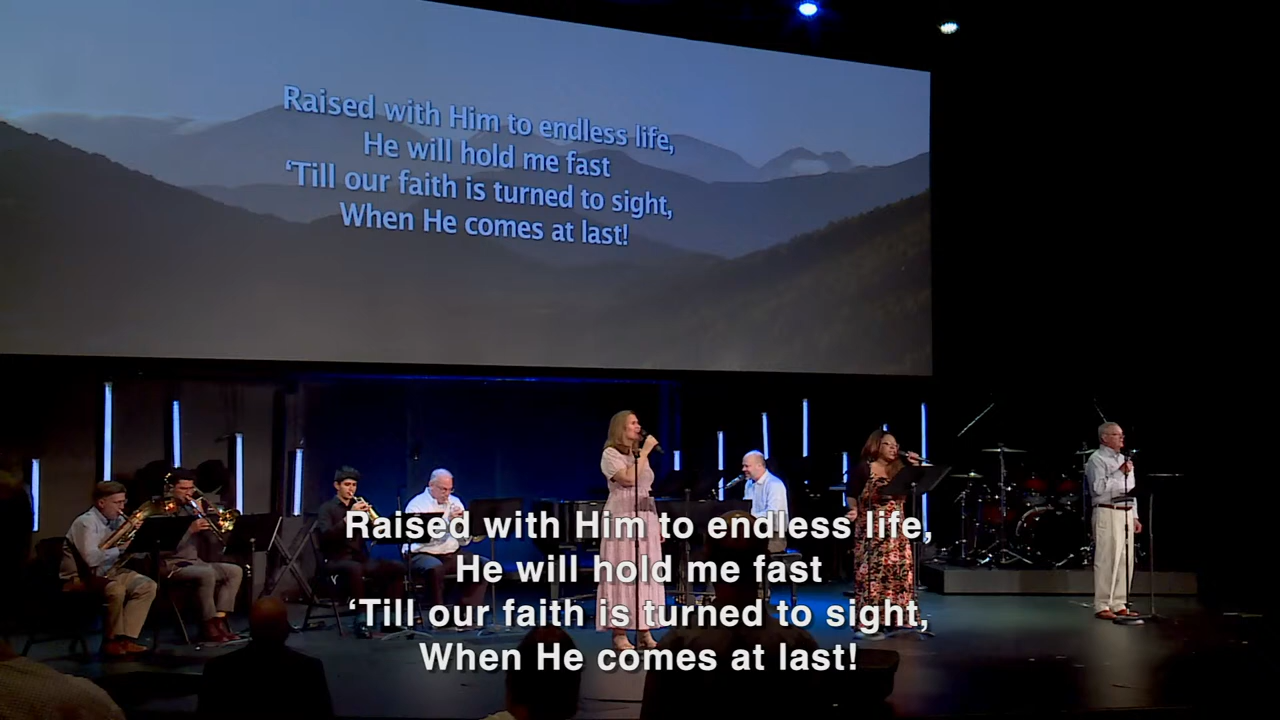 Raised with Him to endless life,
He will hold me fast
‘Till our faith is turned to sight,
When He comes at last!
Raised with Him to endless life,
He will hold me fast
‘Till our faith is turned to sight,
When He comes at last!